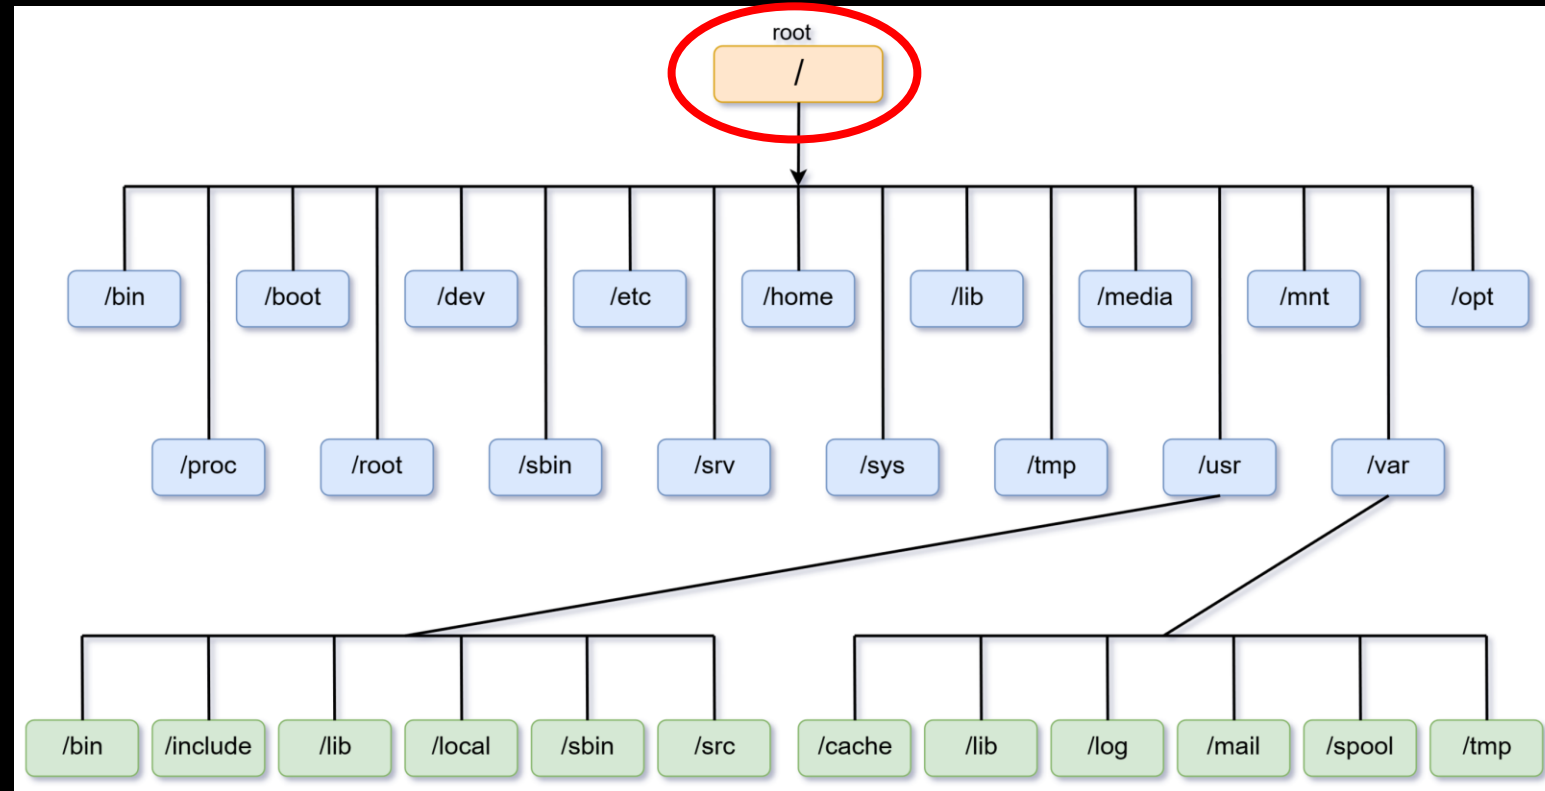 root
/
/bin
/boot
/dev
/etc
/home
/lib
/media
/mnt
/opt
/proc
/root
/sbin
/srv
/sys
/tmp
/usr
/var
/bin
/include
/lib
/local
/sbin
/src
/cache
/lib
/log
/mail
/spool
/tmp